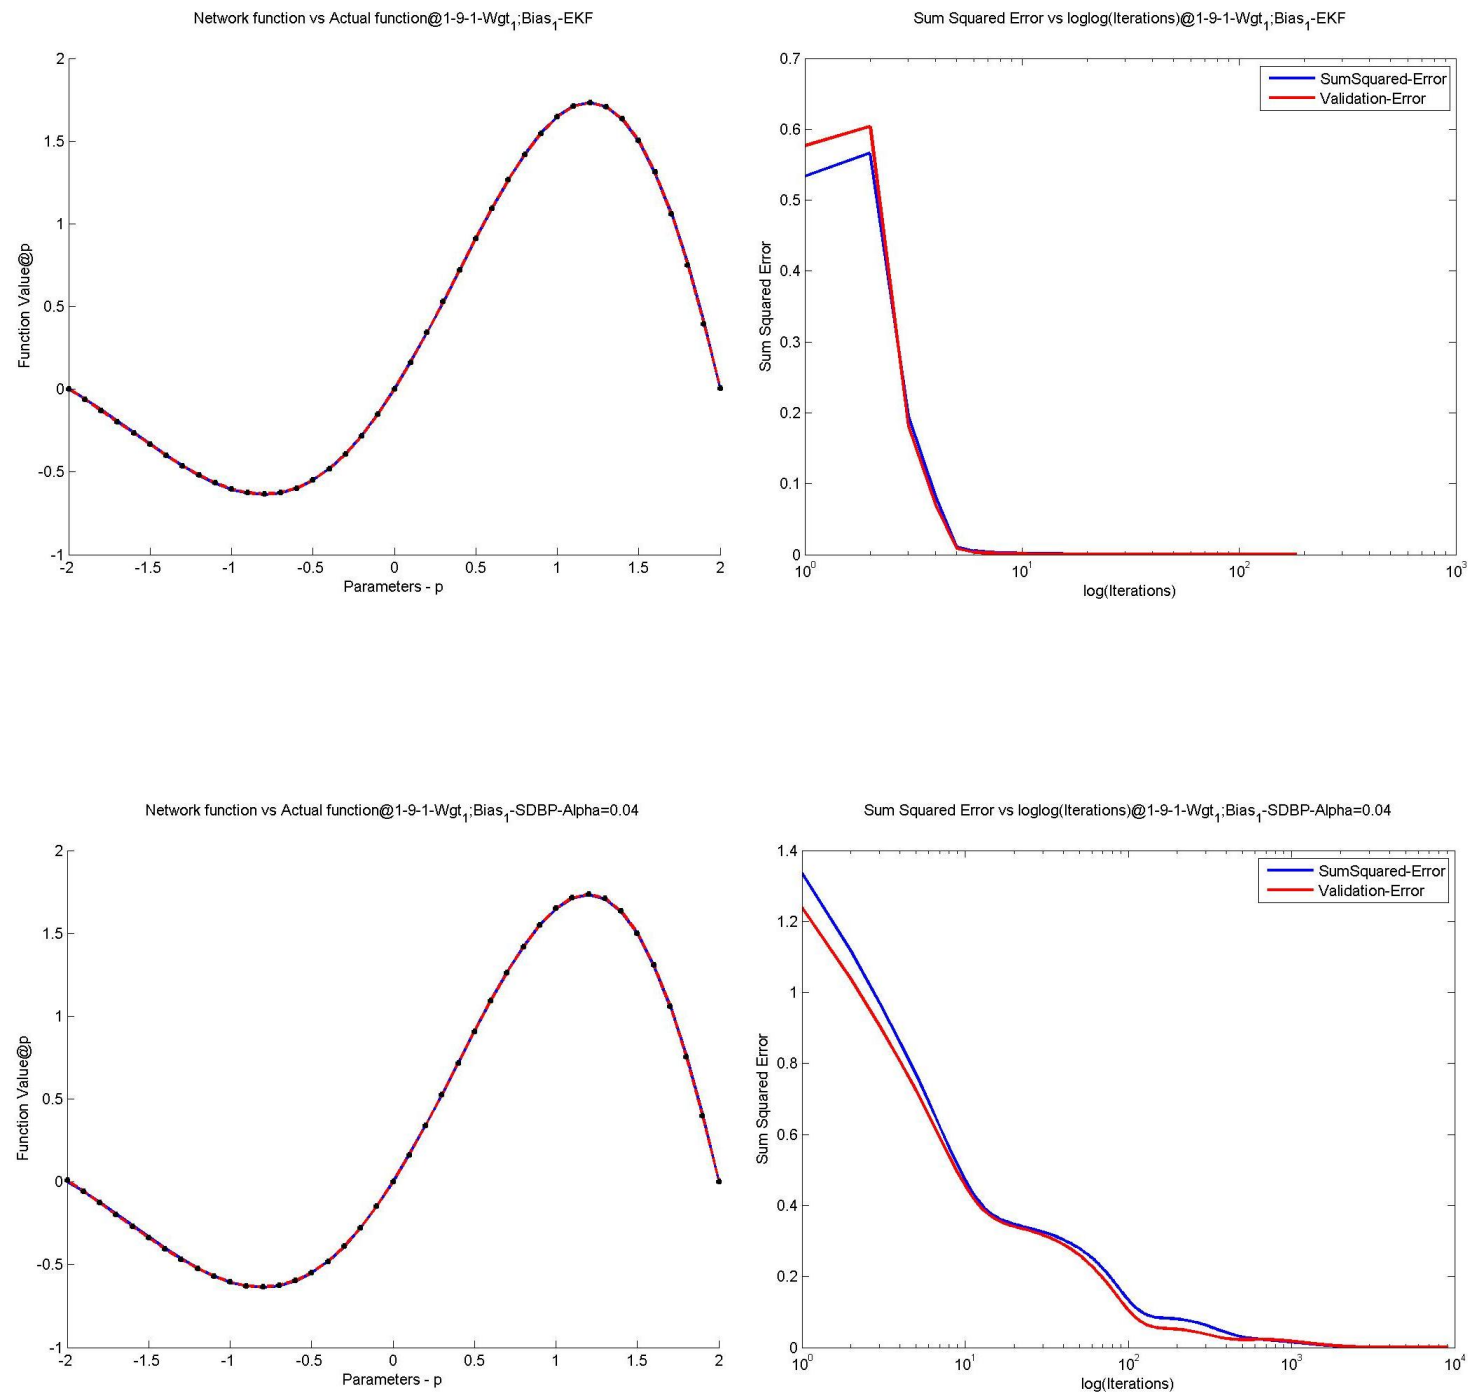 Network function vs Actual function@1-9-1-Wgt1;Bias1-EKF
2
1.5
1
0.5
0
-0.5
-1
Function Value@p
-2 -1.5 -1 -0.5 0 0.5 1 1.5 2
Parameters - p
Sum Squared Error vs loglog(Iterations)@1-9-1-Wgt1;Bias1-EKF
SumSquared-Error
Validation-Error
0.7
0.6
0.5
0.4
0.3
0.2
0.1
0
Sum Squared Error
10^0 10^1 10^2 10^3
log(Iterations)
Network function vs Actual function@1-9-1-Wgt1;Bias1-SDBP-Alpha=0.04
2
1.5
1
0.5
0
-0.5
-1
Function Value@p
-2 -1.5 -1 -0.5 0 0.5 1 1.5 2
Parameters - p
Sum Squared Error vs loglog(Iterations)@1-9-1-Wgt1;Bias1-SDBP-Alpha=0.04
SumSquared-Error
Validation-Error
1.4
1.2
1
0.8
0.6
0.4
0.2
0
Sum Squared Error
10^0 10^1 10^2 10^3 10^4
log(Iterations)